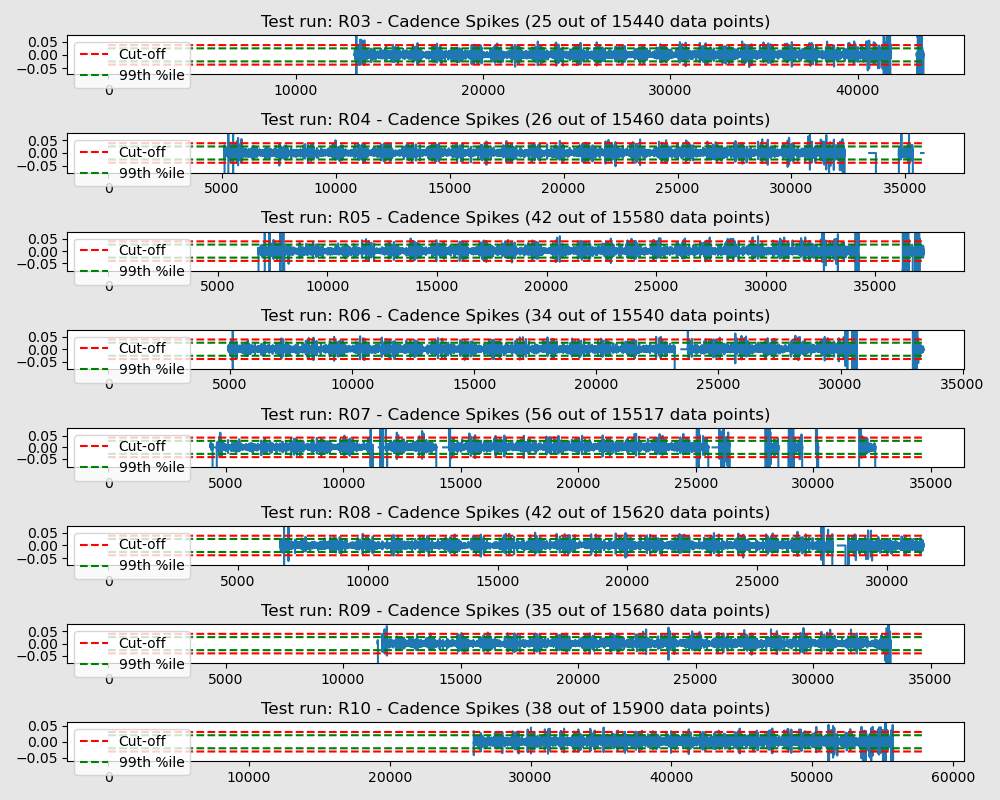 Test run: R03 - Cadence Spikes (25 out of 15440 data points)
0.05
0.00
−0.05
Cut-off
99th %ile
0 10000 20000 30000 40000
Test run: R04 - Cadence Spikes (26 out of 15460 data points)
0.05
0.00
−0.05
Cut-off
99th %ile
0 5000 10000 15000 20000 25000 30000 35000
Test run: R05 - Cadence Spikes (42 out of 15580 data points)
0.05
0.00
−0.05
Cut-off
99th %ile
0 5000 10000 15000 20000 25000 30000 35000
Test run: R06 - Cadence Spikes (34 out of 15540 data points)
0.05
0.00
−0.05
Cut-off
99th %ile
0 5000 10000 15000 20000 25000 30000 35000
Test run: R07 - Cadence Spikes (56 out of 15517 data points)
0.05
0.00
−0.05
Cut-off
99th %ile
0 5000 10000 15000 20000 25000 30000 35000
Test run: R08 - Cadence Spikes (42 out of 15620 data points)
0.05
0.00
−0.05
Cut-off
99th %ile
0 5000 10000 15000 20000 25000 30000
Test run: R09 - Cadence Spikes (35 out of 15680 data points)
0.05
0.00
−0.05
Cut-off
99th %ile
0 5000 10000 15000 20000 25000 30000 35000
Test run: R10 - Cadence Spikes (38 out of 15900 data points)
0.05
0.00
−0.05
Cut-off
99th %ile
0 10000 20000 30000 40000 50000 60000